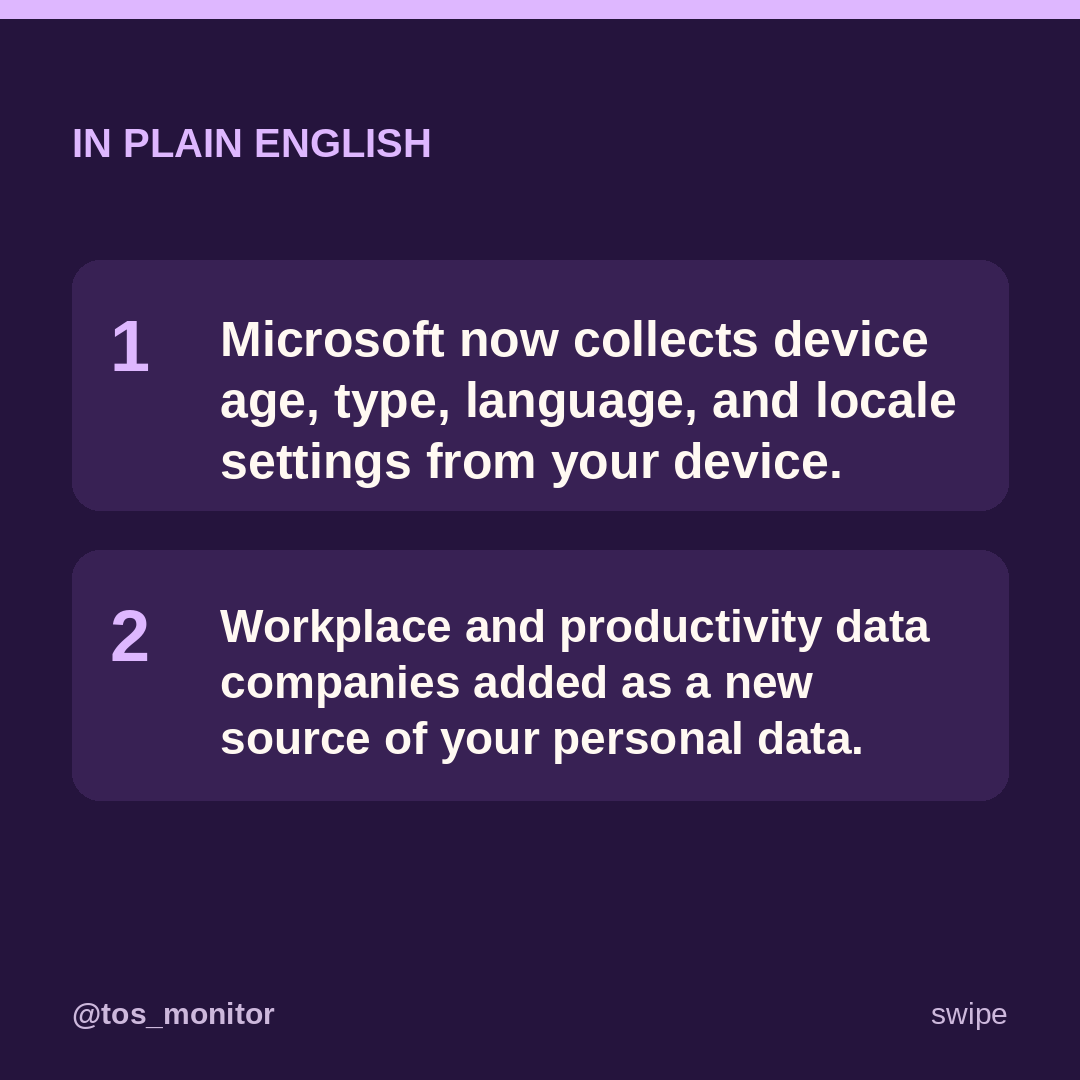 IN PLAIN ENGLISH
1
Microsoft now collects device
age, type, language, and locale
settings from your device.
2
Workplace and productivity data
companies added as a new
source of your personal data.
@tos_monitor
swipe